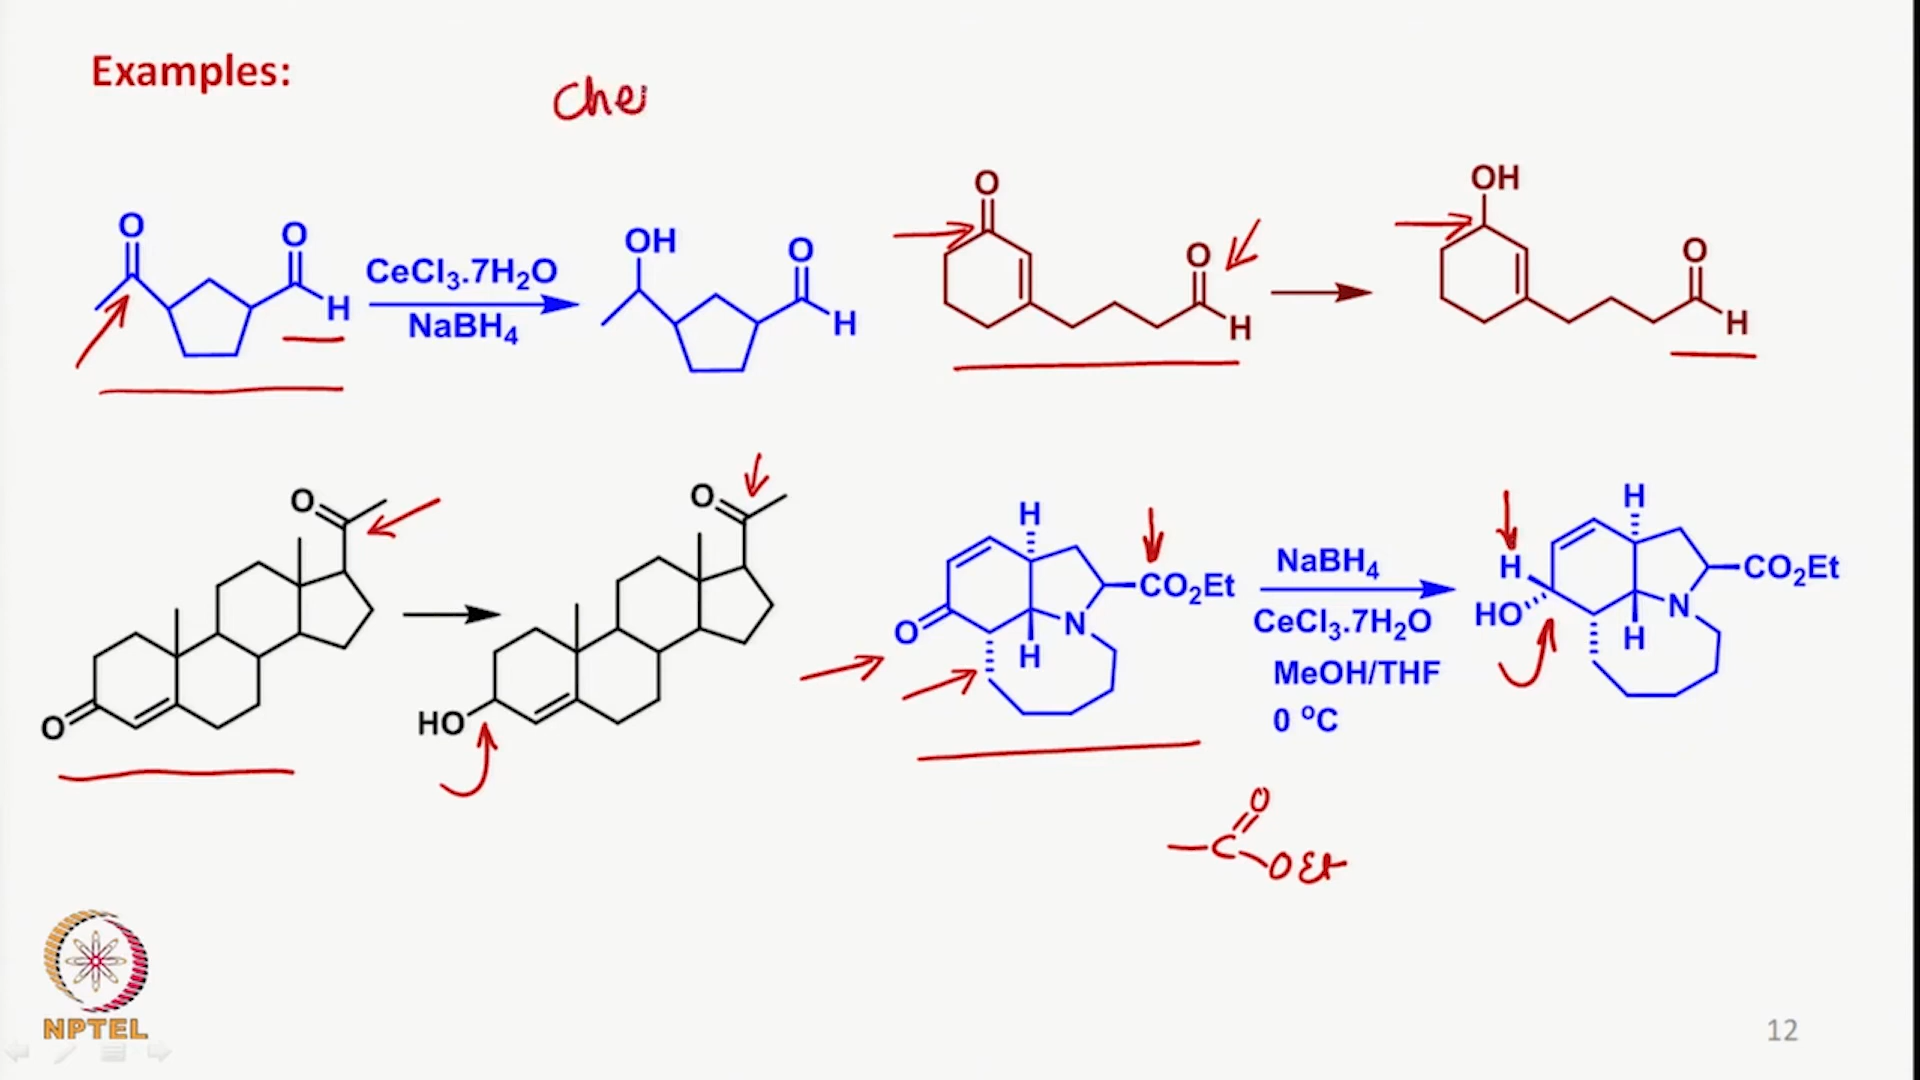 Examples:
Che
O
O
H
CeCl₃.7H₂O
NaBH₄
OH
O
H
O
O
H
OH
O
H
O
O
O
HO
H
O
H
N
CO₂Et
NaBH₄
CeCl₃.7H₂O
MeOH/THF
0 ºC
H
H
HO
H
N
CO₂Et
O
C
OEt
NPTEL
12